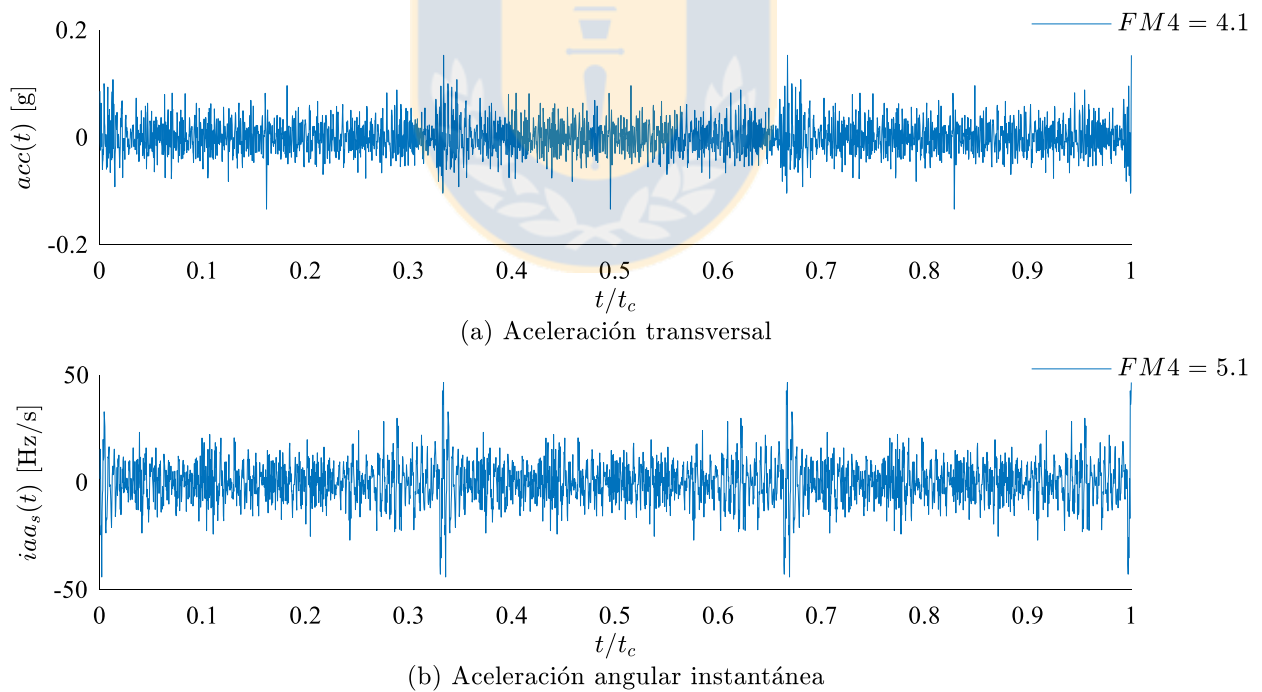 FM4 = 4.1
0.2
0
-0.2
acc(t) [g]
0 0.1 0.2 0.3 0.4 0.5 0.6 0.7 0.8 0.9 1
t/t_c
(a) Aceleración transversal
FM4 = 5.1
50
0
-50
iaa_s(t) [Hz/s]
0 0.1 0.2 0.3 0.4 0.5 0.6 0.7 0.8 0.9 1
t/t_c
(b) Aceleración angular instantánea